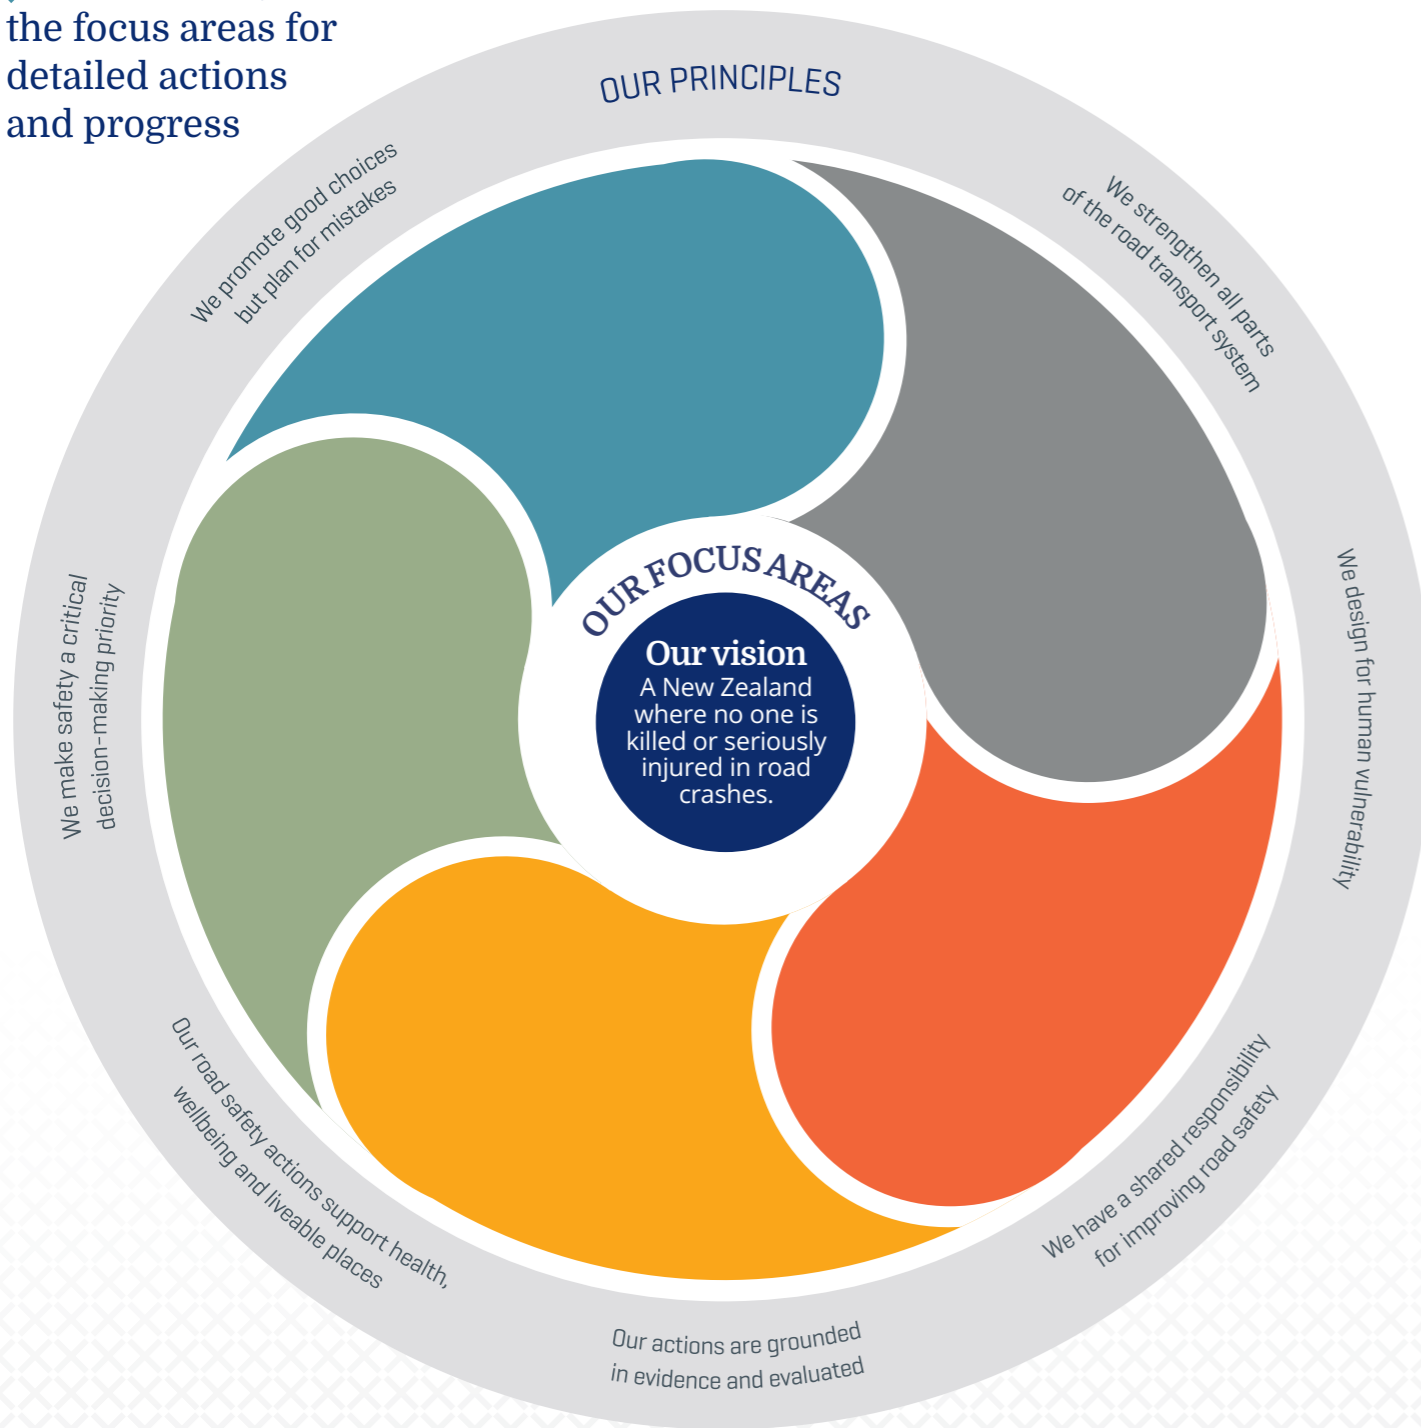 the focus areas for
detailed actions
and progress
OUR PRINCIPLES
We promote good choices
but plan for mistakes
We strengthen all parts
of the road transport system
We design for human vulnerability
We have a shared responsibility
for improving road safety
Our actions are grounded
in evidence and evaluated
Our road safety actions support health,
wellbeing and liveable places
We make safety a critical
decision-making priority
OUR FOCUS AREAS
Our vision
A New Zealand
where no one is
killed or seriously
injured in road
crashes.